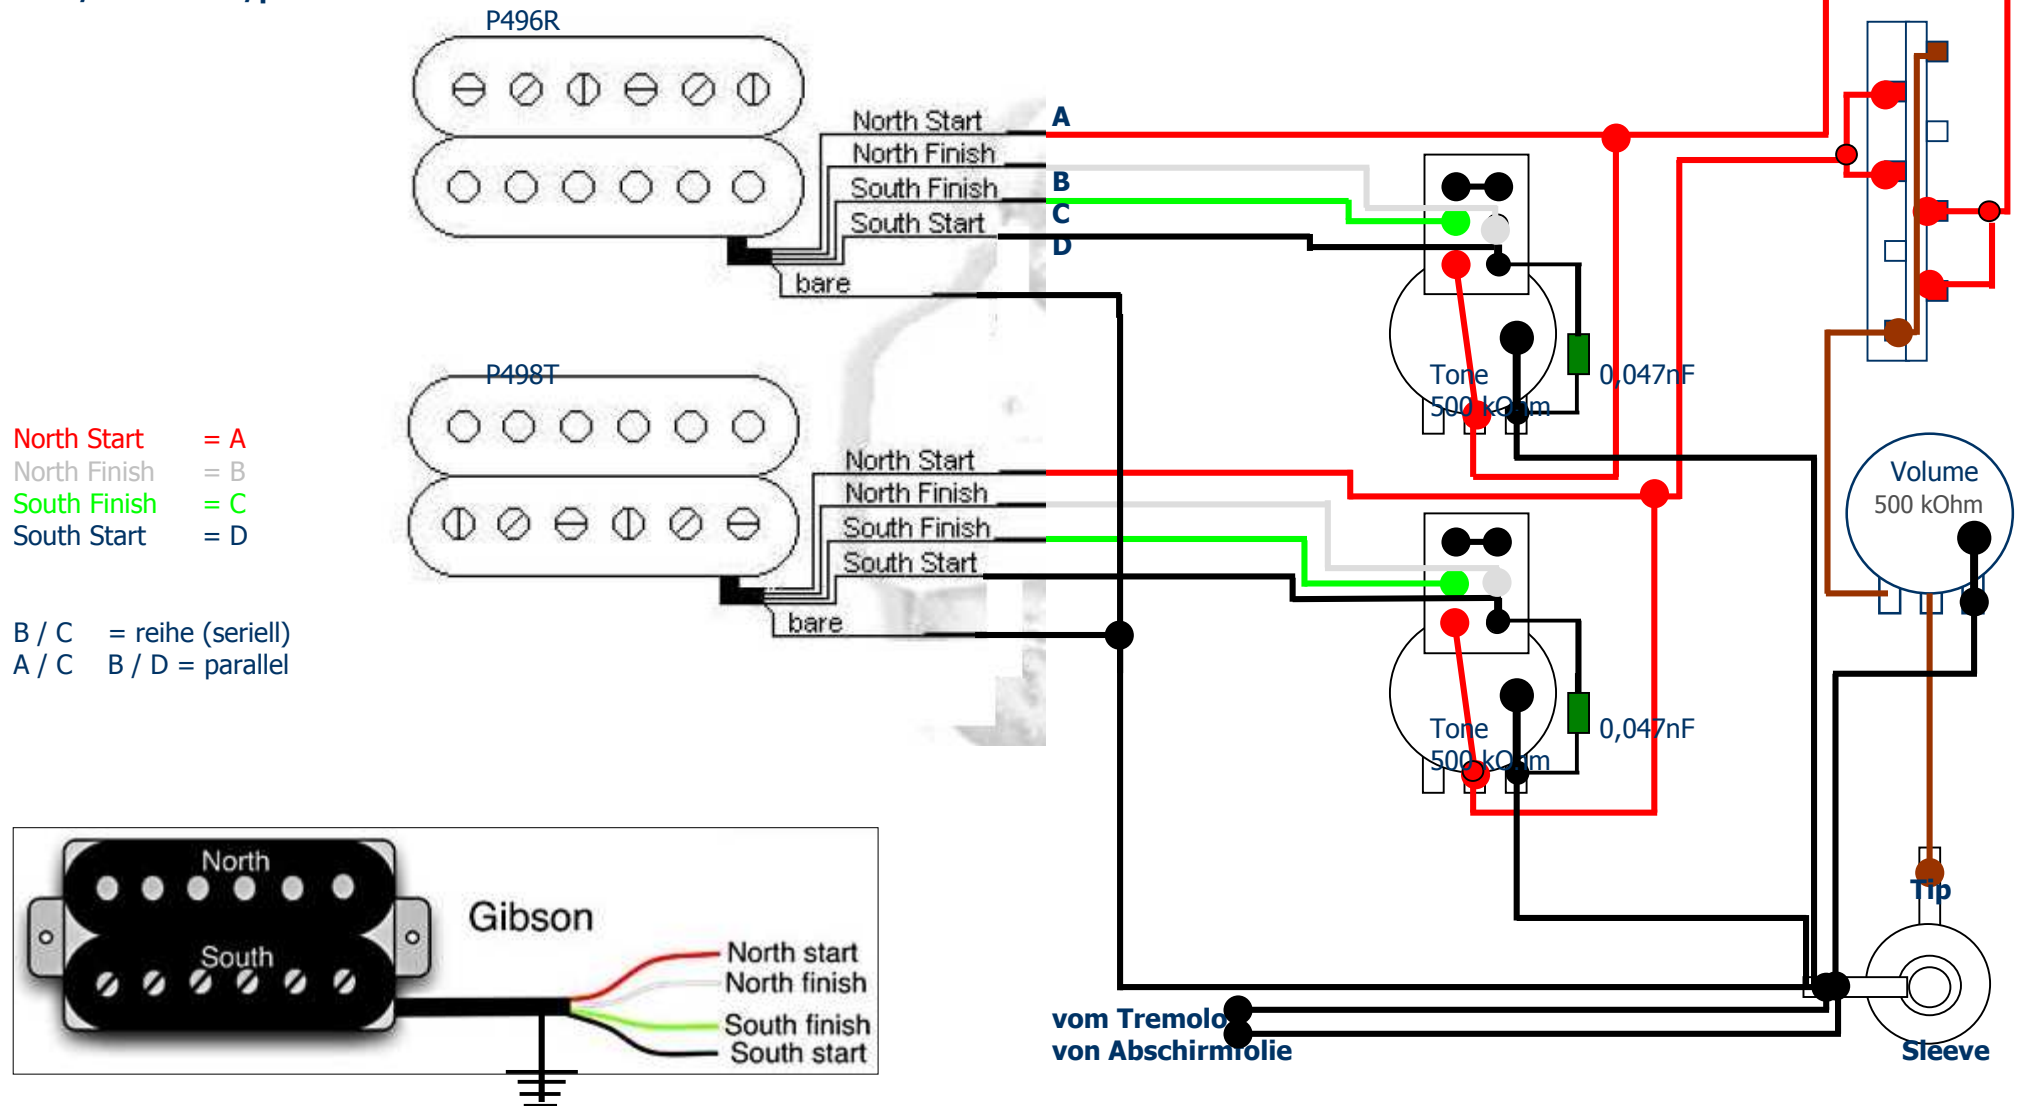 P496R
North Start
North Finish
South Finish
South Start
bare
A
B
C
D
Tone
500 kOhm
0,047nF
P498T
North Start
North Finish
South Finish
South Start
bare
Tone
500 kOhm
0,047nF
Volume
500 kOhm
North Start = A
North Finish = B
South Finish = C
South Start = D
B / C = reihe (seriell)
A / C B / D = parallel
North
South
Gibson
North start
North finish
South finish
South start
Tip
vom Tremolo
von Abschirmfolie
Sleeve